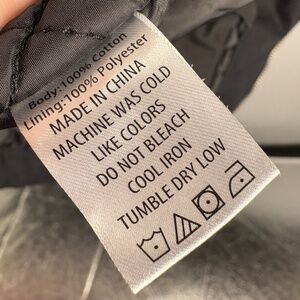 Body:100% Cotton
Lining:100% Polyester
MADE IN CHINA
MACHINE WAS COLD
LIKE COLORS
DO NOT BLEACH
COOL IRON
TUMBLE DRY LOW